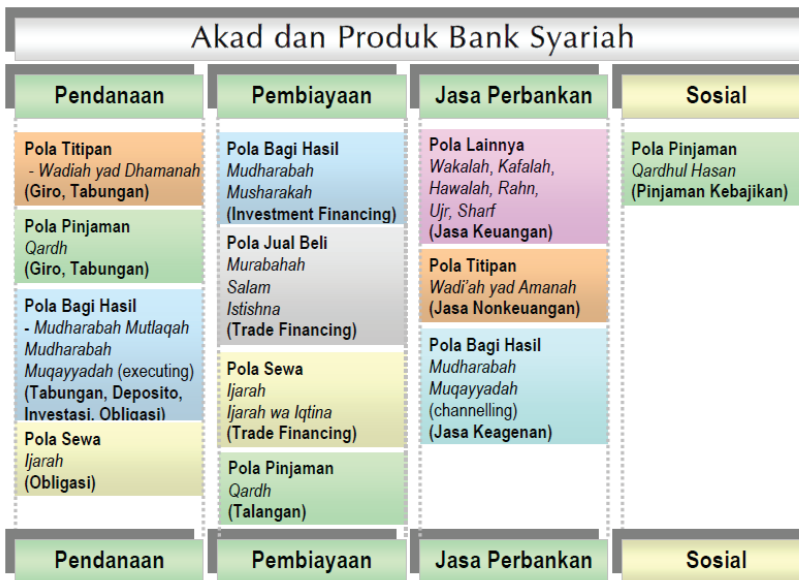 Akad dan Produk Bank Syariah
Pendanaan
Pola Titipan
- Wadiah yad Dhamanah
(Giro, Tabungan)
Pola Pinjaman
Qardh
(Giro, Tabungan)
Pola Bagi Hasil
- Mudharabah Mutlaqah
Mudharabah
Muqayyadah (executing)
(Tabungan, Deposito,
Investasi, Obligasi)
Pola Sewa
Ijarah
(Obligasi)
Pendanaan
Pembiayaan
Pola Bagi Hasil
Mudharabah
Musharakah
(Investment Financing)
Pola Jual Beli
Murabahah
Salam
Istishna
(Trade Financing)
Pola Sewa
Ijarah
Ijarah wa Iqtina
(Trade Financing)
Pola Pinjaman
Qardh
(Talangan)
Pembiayaan
Jasa Perbankan
Pola Lainnya
Wakalah, Kafalah,
Hawalah, Rahn,
Ujr, Sharf
(Jasa Keuangan)
Pola Titipan
Wadi'ah yad Amanah
(Jasa Nonkeuangan)
Pola Bagi Hasil
Mudharabah
Muqayyadah
(channelling)
(Jasa Keagenan)
Jasa Perbankan
Sosial
Pola Pinjaman
Qardhul Hasan
(Pinjaman Kebajikan)
Sosial